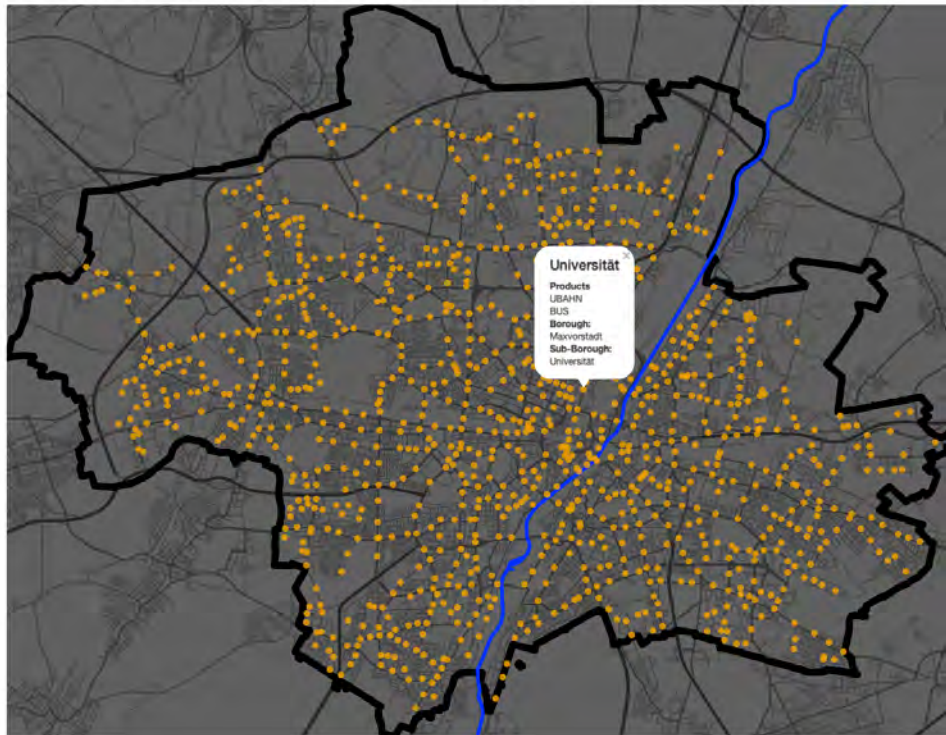 Universität
Products
UBAHN
BUS
Borough:
Maxvorstadt
Sub-Borough:
Universität